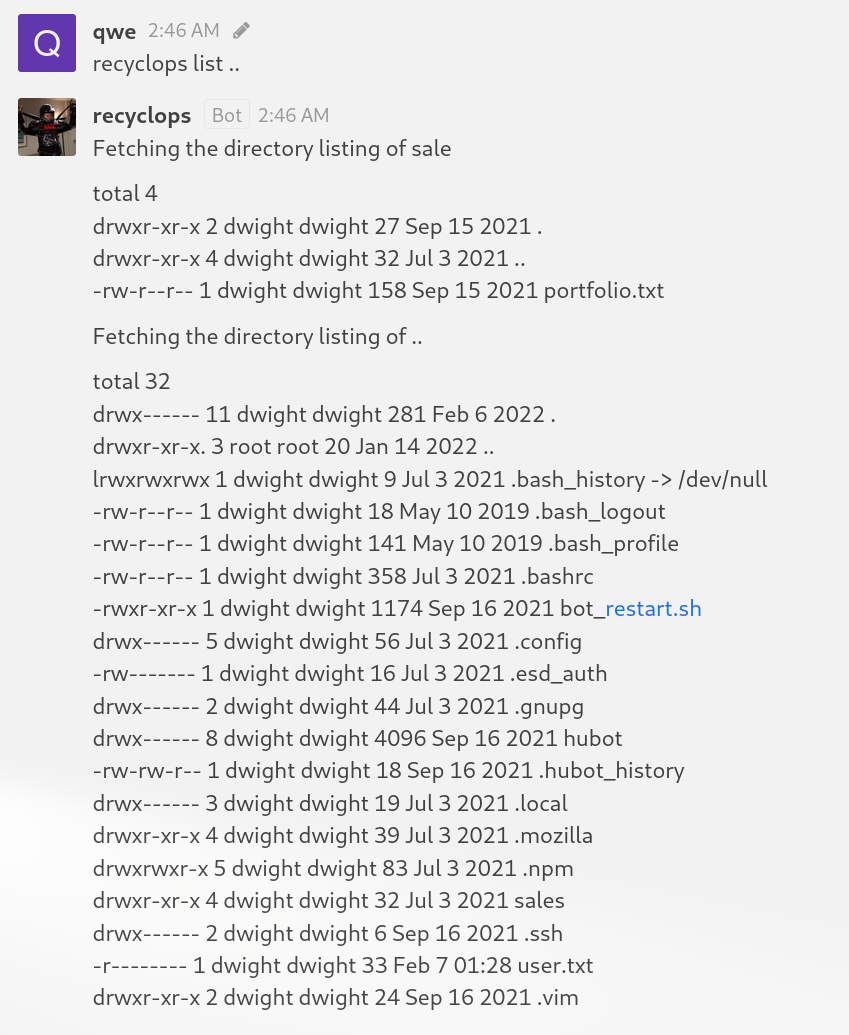 Q
qwe 2:46 AM
recyclops list ..
recyclops Bot 2:46 AM
Fetching the directory listing of sale
total 4
drwxr-xr-x 2 dwight dwight 27 Sep 15 2021 .
drwxr-xr-x 4 dwight dwight 32 Jul 3 2021 ..
-rw-r--r-- 1 dwight dwight 158 Sep 15 2021 portfolio.txt
Fetching the directory listing of ..
total 32
drwx------ 11 dwight dwight 281 Feb 6 2022 .
drwxr-xr-x. 3 root root 20 Jan 14 2022 ..
lrwxrwxrwx 1 dwight dwight 9 Jul 3 2021 .bash_history -> /dev/null
-rw-r--r-- 1 dwight dwight 18 May 10 2019 .bash_logout
-rw-r--r-- 1 dwight dwight 141 May 10 2019 .bash_profile
-rw-r--r-- 1 dwight dwight 358 Jul 3 2021 .bashrc
-rwxr-xr-x 1 dwight dwight 1174 Sep 16 2021 bot_restart.sh
drwx------ 5 dwight dwight 56 Jul 3 2021 .config
-rw------- 1 dwight dwight 16 Jul 3 2021 .esd_auth
drwx------ 2 dwight dwight 44 Jul 3 2021 .gnupg
drwx------ 8 dwight dwight 4096 Sep 16 2021 hubot
-rw-rw-r-- 1 dwight dwight 18 Sep 16 2021 .hubot_history
drwx------ 3 dwight dwight 19 Jul 3 2021 .local
drwxr-xr-x 4 dwight dwight 39 Jul 3 2021 .mozilla
drwxrwxr-x 5 dwight dwight 83 Jul 3 2021 .npm
drwxr-xr-x 4 dwight dwight 32 Jul 3 2021 sales
drwx------ 2 dwight dwight 6 Sep 16 2021 .ssh
-r-------- 1 dwight dwight 33 Feb 7 01:28 user.txt
drwxr-xr-x 2 dwight dwight 24 Sep 16 2021 .vim